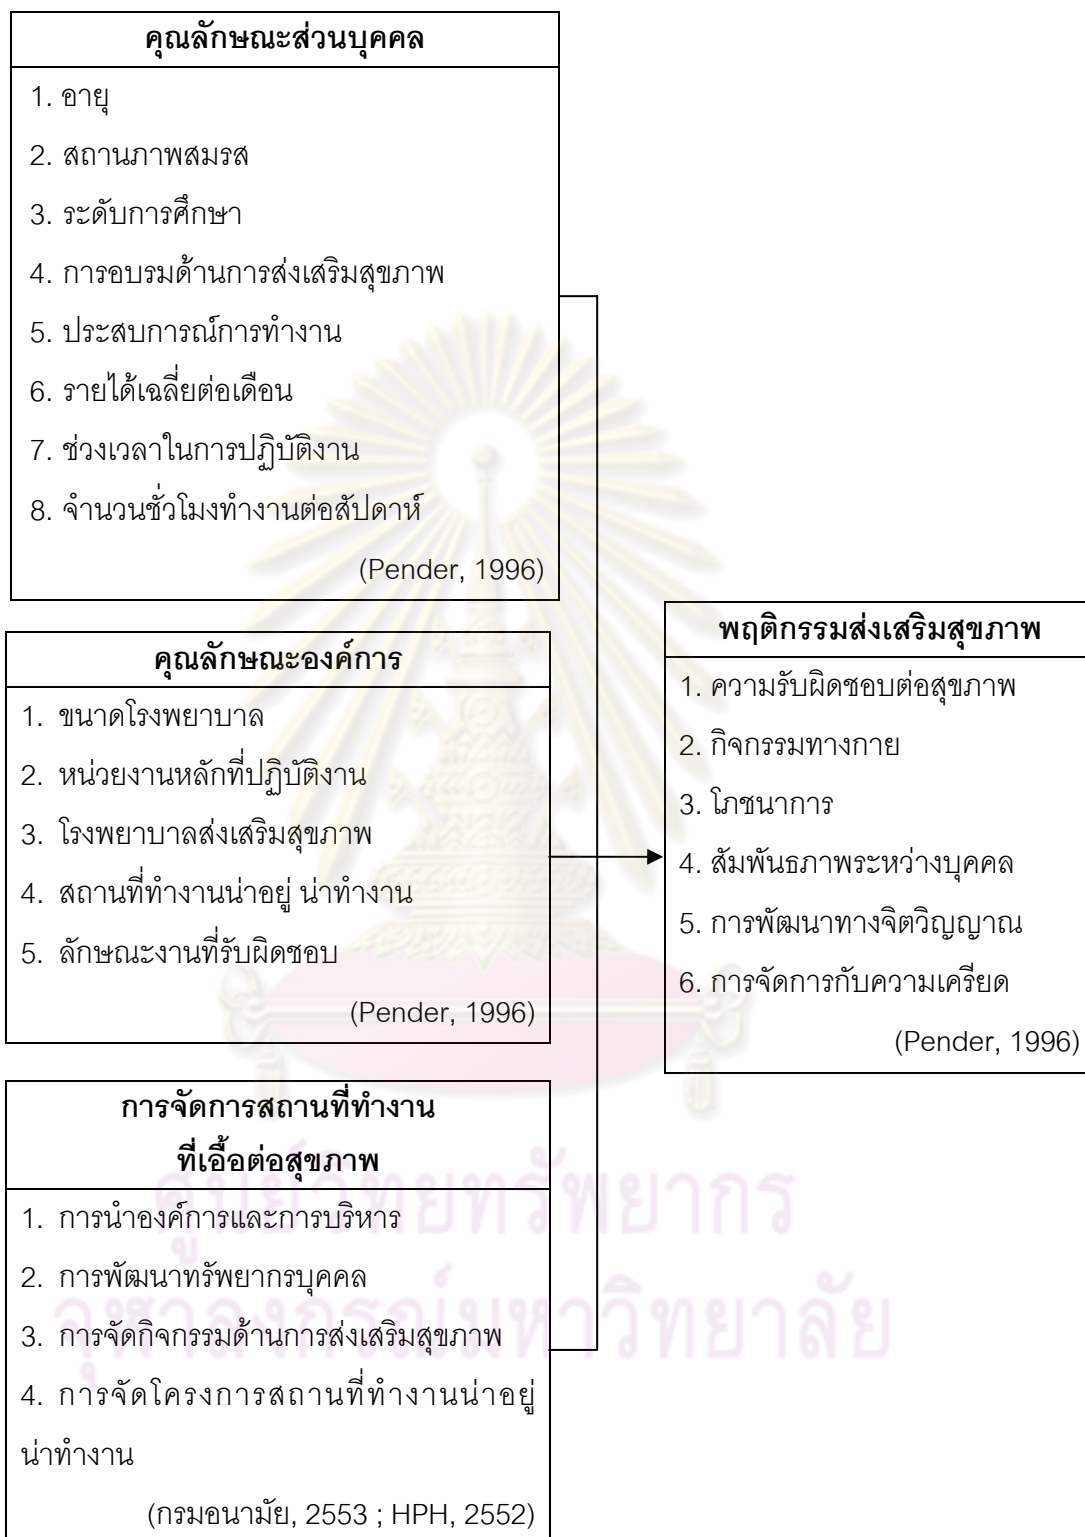 คุณลักษณะส่วนบุคคล
1. อายุ
2. สถานภาพสมรส
3. ระดับการศึกษา
4. การอบรมด้านการส่งเสริมสุขภาพ
5. ประสบการณ์การทำงาน
6. รายได้เฉลี่ยต่อเดือน
7. ช่วงเวลาในการปฏิบัติงาน
8. จำนวนชั่วโมงทำงานต่อสัปดาห์
(Pender, 1996)
คุณลักษณะองค์การ
1. ขนาดโรงพยาบาล
2. หน่วยงานหลักที่ปฏิบัติงาน
3. โรงพยาบาลส่งเสริมสุขภาพ
4. สถานที่ทำงานน่าอยู่ น่าทำงาน
5. ลักษณะงานที่รับผิดชอบ
(Pender, 1996)
การจัดการสถานที่ทำงาน
ที่เอื้อต่อสุขภาพ
1. การนำองค์การและการบริหาร
2. การพัฒนาทรัพยากรบุคคล
3. การจัดกิจกรรมด้านการส่งเสริมสุขภาพ
4. การจัดโครงการสถานที่ทำงานน่าอยู่
น่าทำงาน
(กรมอนามัย, 2553 ; HPH, 2552)
พฤติกรรมส่งเสริมสุขภาพ
1. ความรับผิดชอบต่อสุขภาพ
2. กิจกรรมทางกาย
3. โภชนาการ
4. สัมพันธภาพระหว่างบุคคล
5. การพัฒนาทางจิตวิญญาณ
6. การจัดการกับความเครียด
(Pender, 1996)
ศูนย์วิทยทรัพยากร
จุฬาลงกรณ์มหาวิทยาลัย